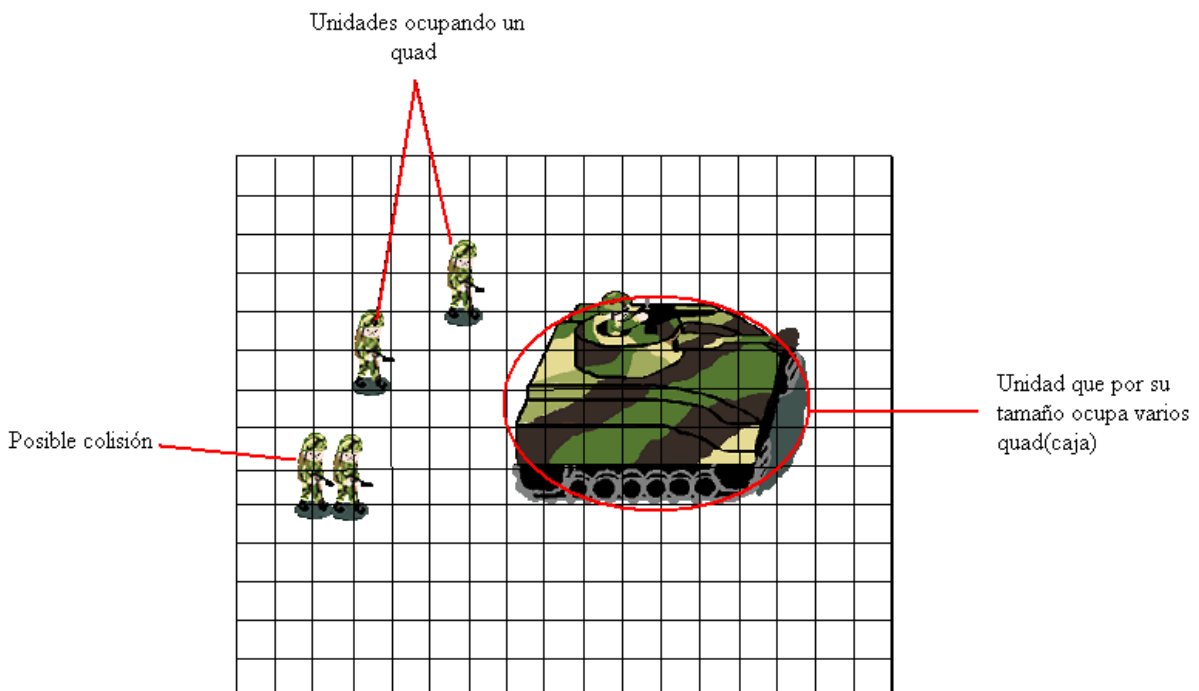 Unidades ocupando un
quad
Unidad que por su
tamaño ocupa varios
quad(caja)
Posible colisión